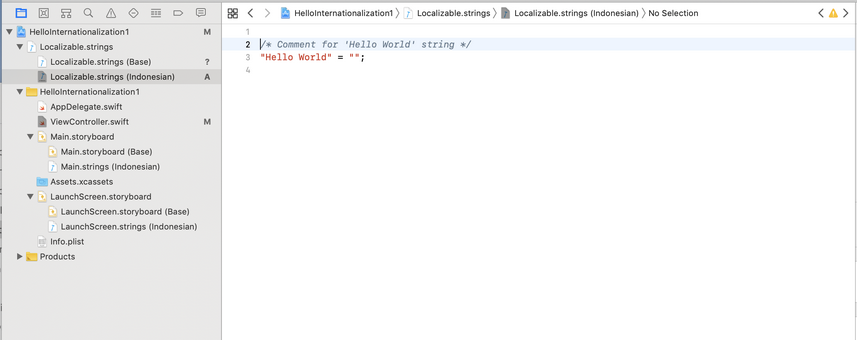 HelloInternationalization1 M
Localizable.strings
Localizable.strings (Base) ?
Localizable.strings (Indonesian) A
HelloInternationalization1
AppDelegate.swift
ViewController.swift M
Main.storyboard
Main.storyboard (Base)
Main.strings (Indonesian)
Assets.xcassets
LaunchScreen.storyboard
LaunchScreen.storyboard (Base)
LaunchScreen.strings (Indonesian)
Info.plist
Products
HelloInternationalization1 Localizable.strings Localizable.strings (Indonesian) No Selection
1
2 /* Comment for 'Hello World' string */
3 "Hello World" = "";
4